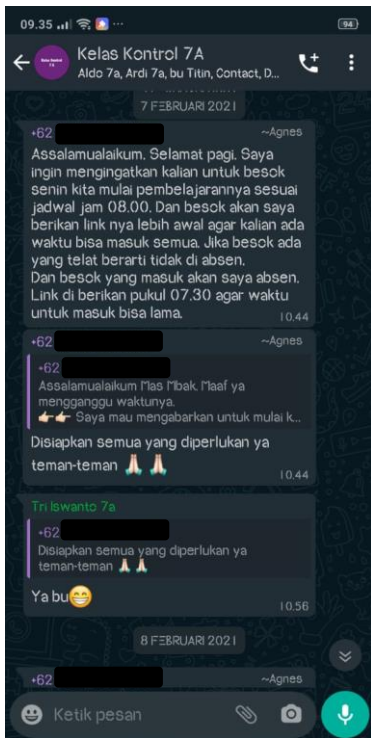 09.35
94
Kelas Kontrol 7A
Aldo 7a, Ardi 7a, bu Titin, Contact, D...
7 FEBRUARI 2021
+62
~Agnes
Assalamualaikum. Selamat pagi. Saya
ingin mengingatkan kalian untuk besok
senin kita mulai pembelajarannya sesuai
jadwal jam 08.00. Dan besok akan saya
berikan link nya lebih awal agar kalian ada
waktu bisa masuk semua. Jika besok ada
yang telat berarti tidak di absen.
Dan besok yang masuk akan saya absen.
Link di berikan pukul 07.30 agar waktu
untuk masuk bisa lama.
10.44
+62
~Agnes
+62
Assalamualaikum Mas Mbak. Maaf ya
mengganggu waktunya.
👉🏻👉🏻 Saya mau mengabarkan untuk mulai k...
Disiapkan semua yang diperlukan ya
teman-teman 🙏🏻 🙏🏻
10.44
Tri Iswanto 7a
+62
Disiapkan semua yang diperlukan ya
teman-teman 🙏🏻 🙏🏻
Ya bu😁
10.56
8 FEBRUARI 2021
+62
~Agnes
Ketik pesan